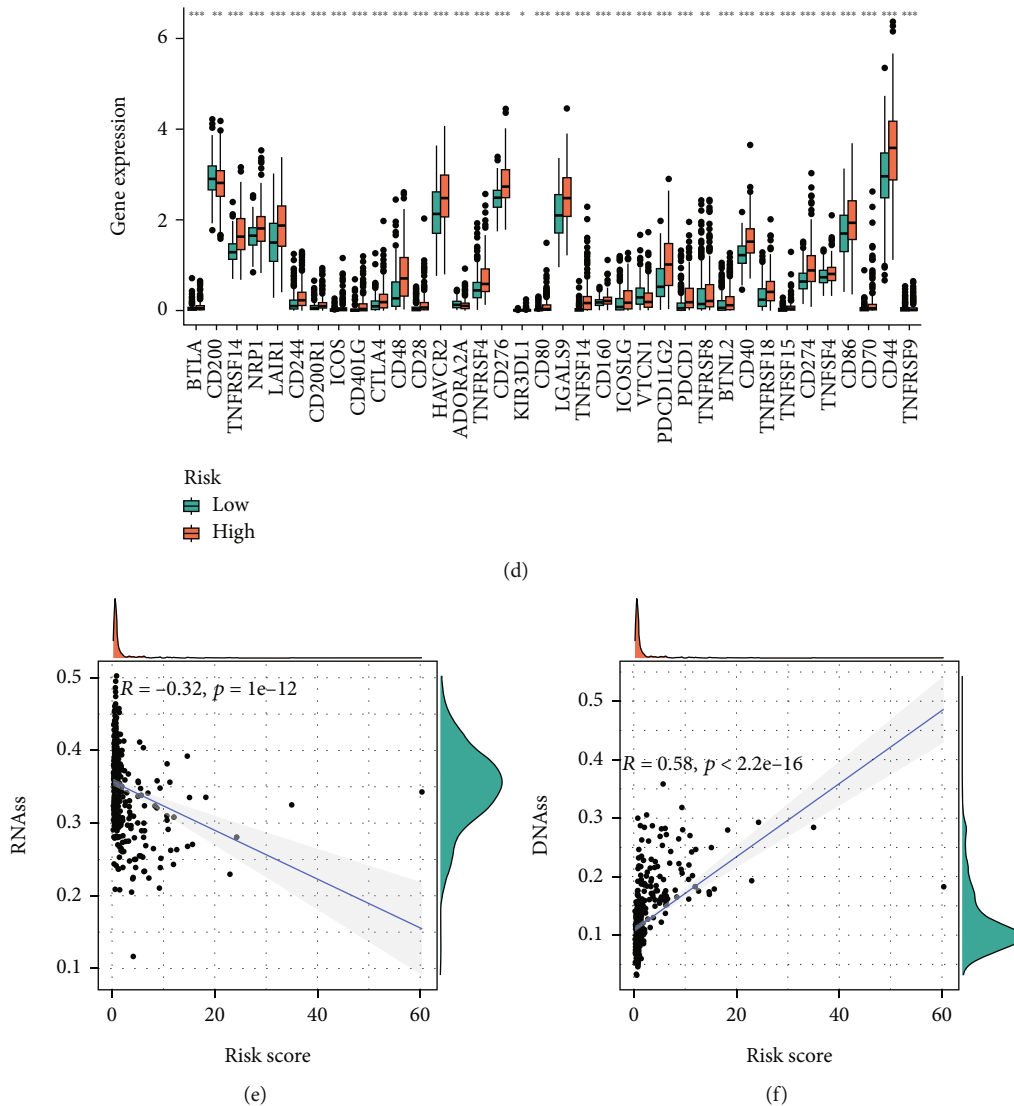 *** ** *** *** *** *** *** *** *** *** *** *** *** *** *** *** * *** *** *** *** *** *** *** *** ** *** *** *** *** *** *** *** *** *** ***
6
4
2
0
Gene expression
BTLA
CD200
TNFRSF14
NRP1
LAIR1
CD244
CD200R1
ICOS
CD40LG
CTLA4
CD48
CD28
HAVCR2
ADORA2A
TNFRSF4
CD276
KIR3DL1
CD80
LGALS9
TNFSF14
CD160
ICOSLG
VTCN1
PDCD1LG2
PDCD1
TNFRSF8
BTNL2
CD40
TNFRSF18
TNFSF15
CD274
TNFSF4
CD86
CD70
CD44
TNFRSF9
Risk
Low
High
(d)
R = –0.32, p = 1e–12
0.5
0.4
0.3
0.2
0.1
RNAss
0 20 40 60
Risk score
(e)
R = 0.58, p < 2.2e–16
0.5
0.4
0.3
0.2
0.1
DNAss
0 20 40 60
Risk score
(f)